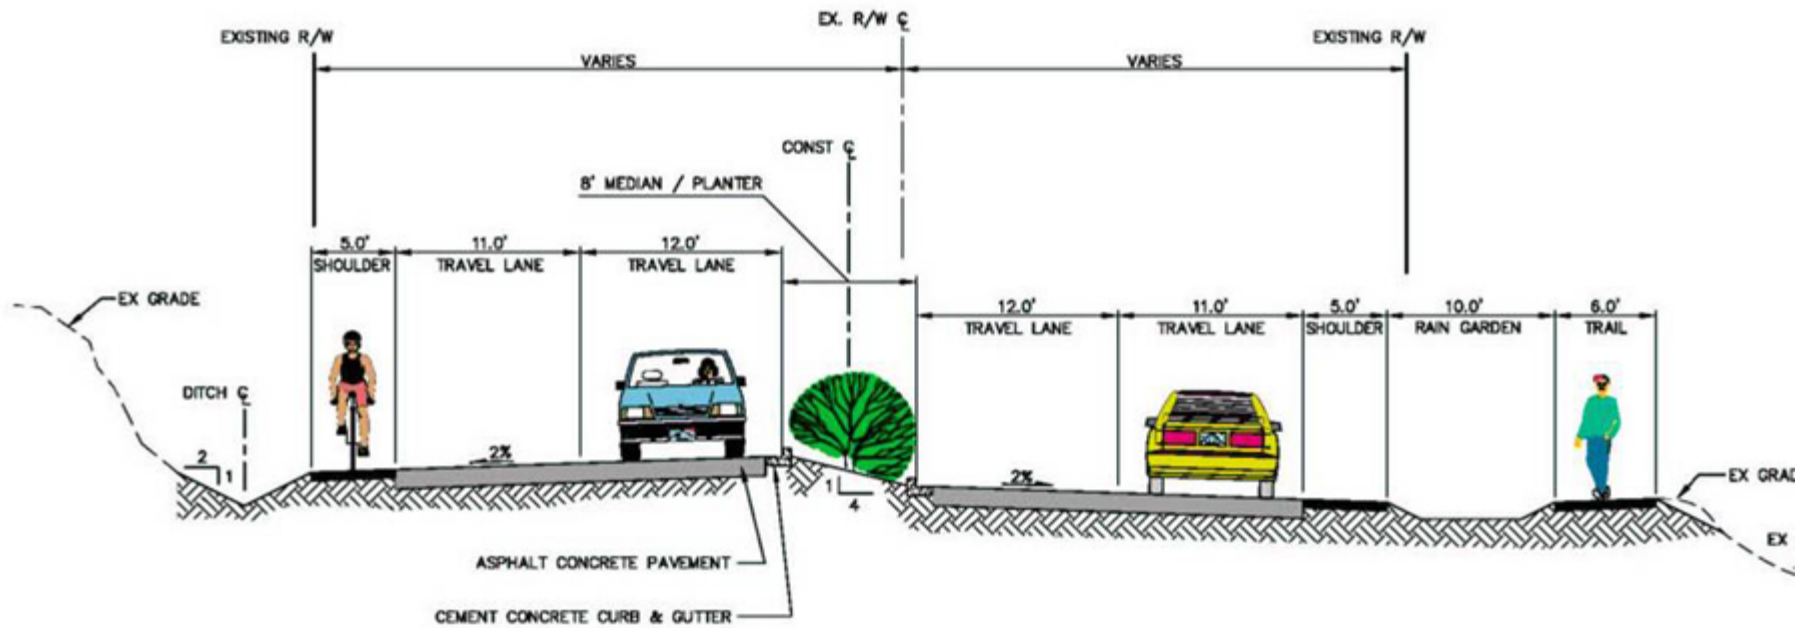 EX. R/W ℄
EXISTING R/W
EXISTING R/W
VARIES
VARIES
CONST ℄
8' MEDIAN / PLANTER
5.0'
SHOULDER
11.0'
TRAVEL LANE
12.0'
TRAVEL LANE
12.0'
TRAVEL LANE
11.0'
TRAVEL LANE
5.0'
SHOULDER
10.0'
RAIN GARDEN
6.0'
TRAIL
EX GRADE
DITCH ℄
2
1
2%
1
4
2%
EX GRAD
EX
ASPHALT CONCRETE PAVEMENT
CEMENT CONCRETE CURB & GUTTER